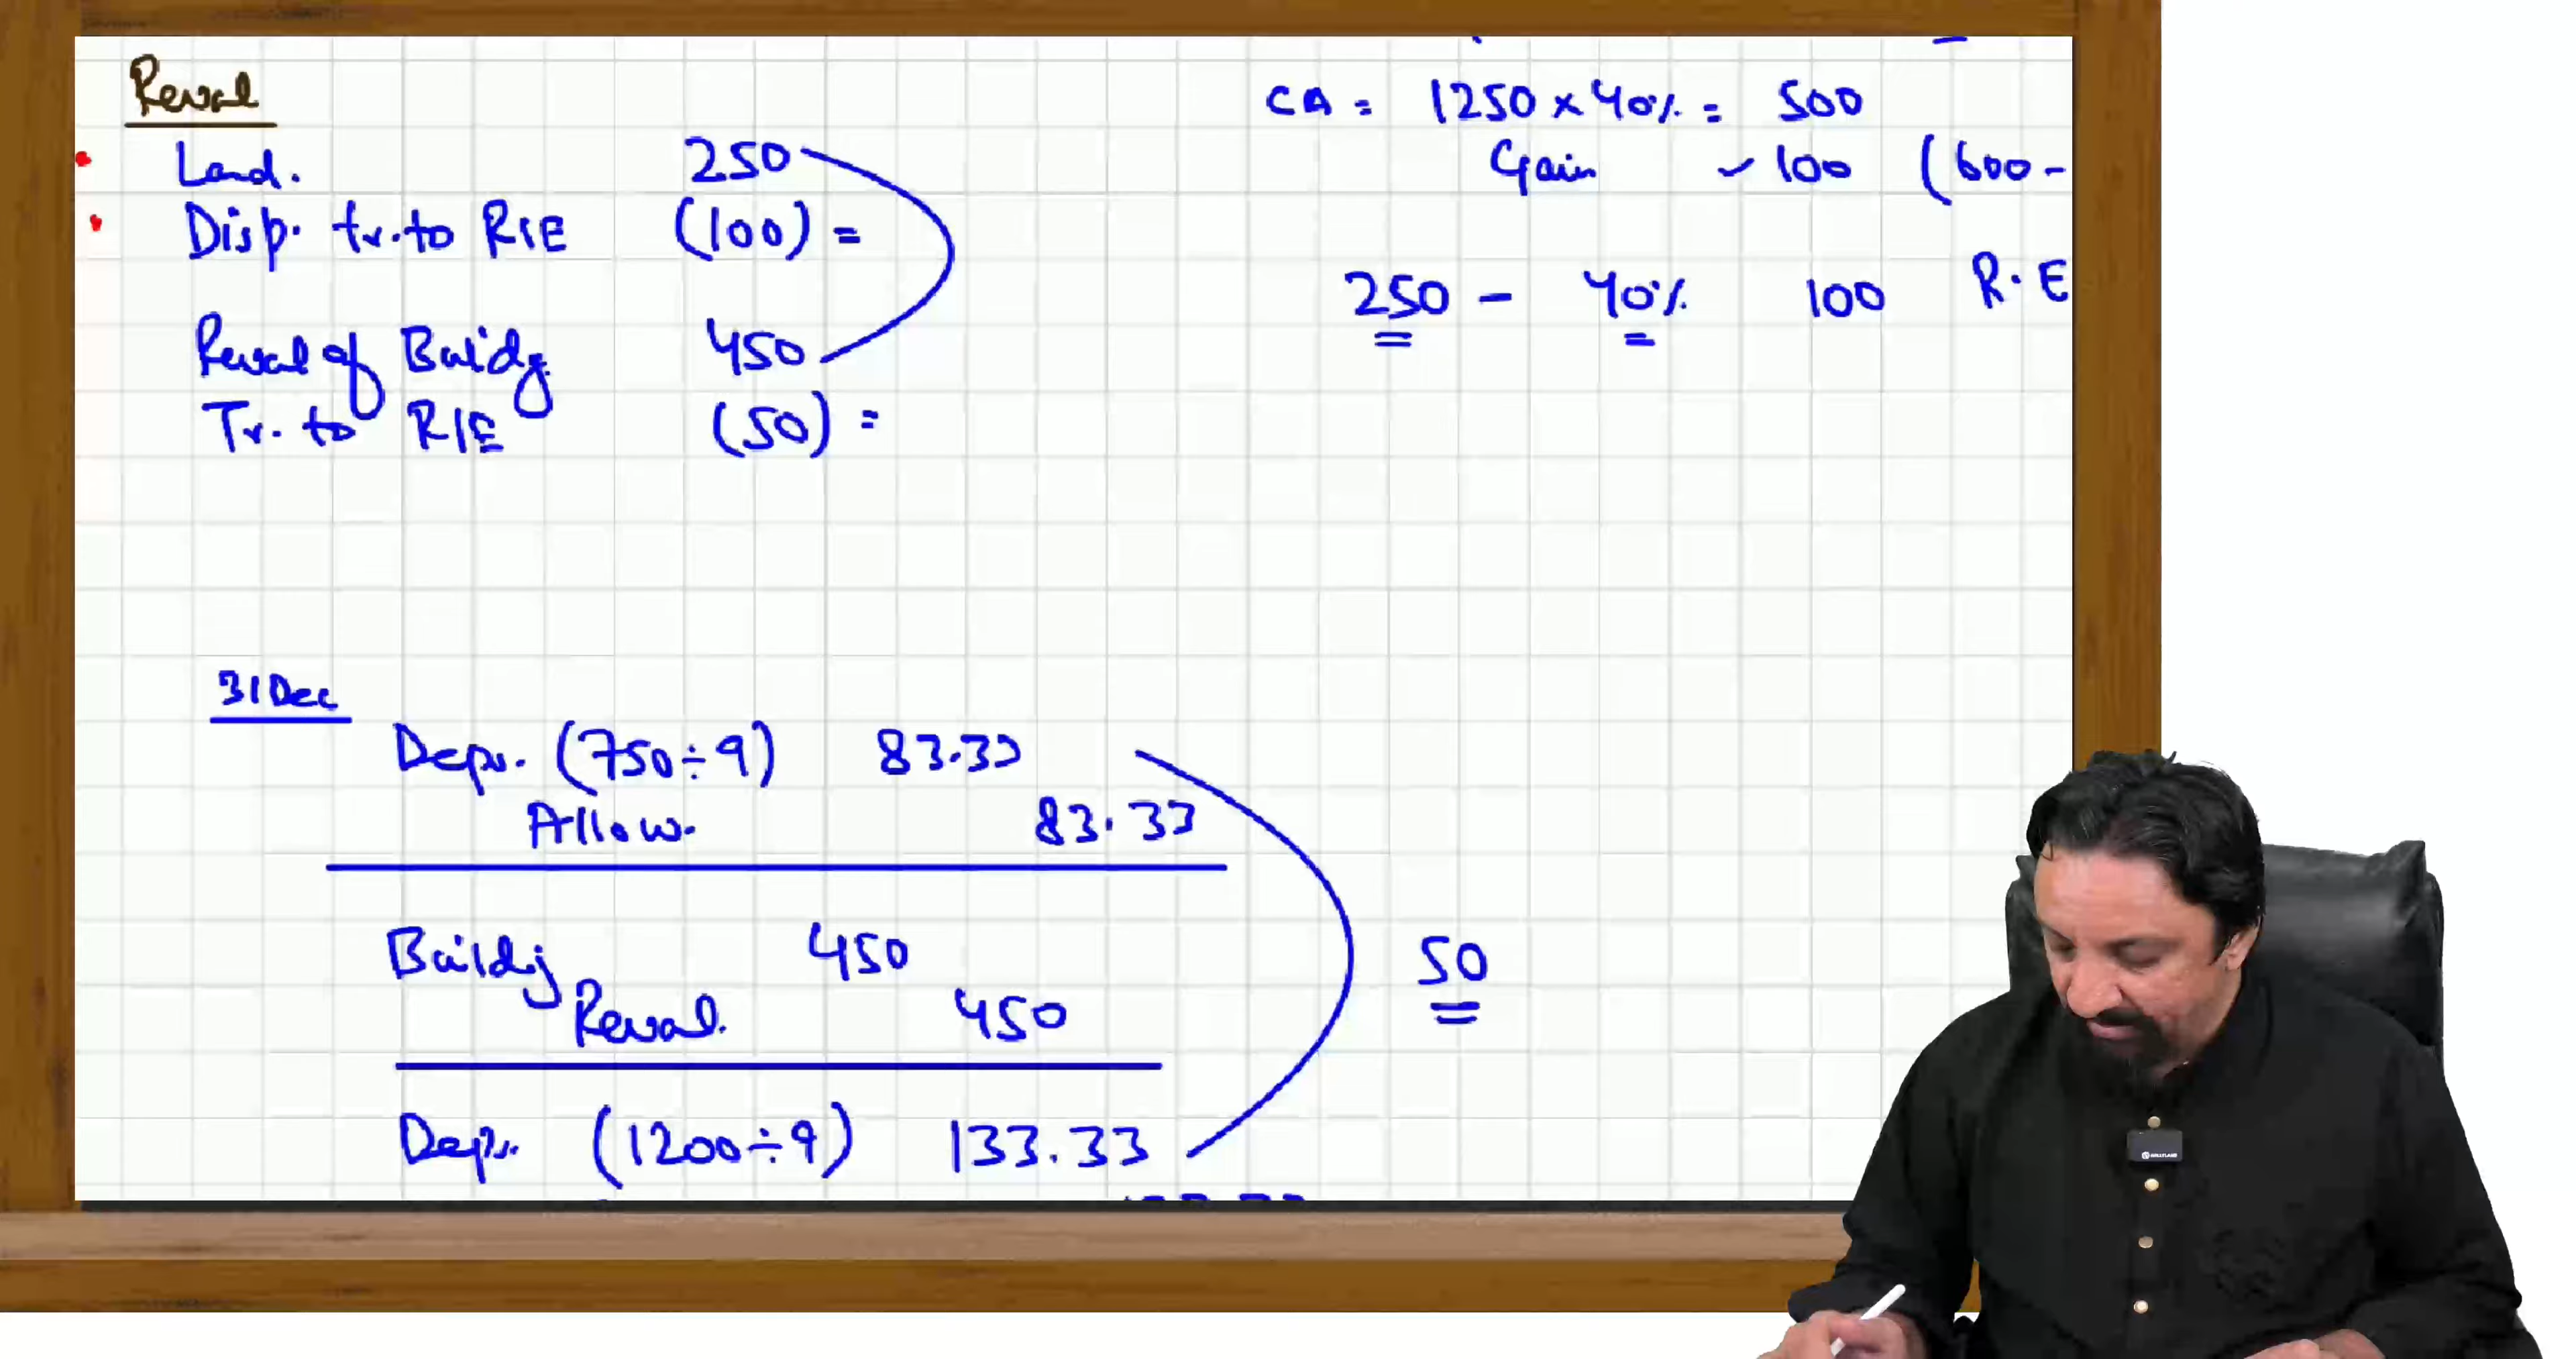 Reval
Land. 250
Disp. tr. to R/E (100) =
Reval of Buildg 450
Tr. to R/E (50) =
CA = 1250 × 40% = 500
Gain 100 (600 -
250 - 40% 100 R.E
31 Dec
Depr. (750 ÷ 9) 83.33
Allow. 83.33
Buildg 450
Reval. 450
50
Depr. (1200 ÷ 9) 133.33